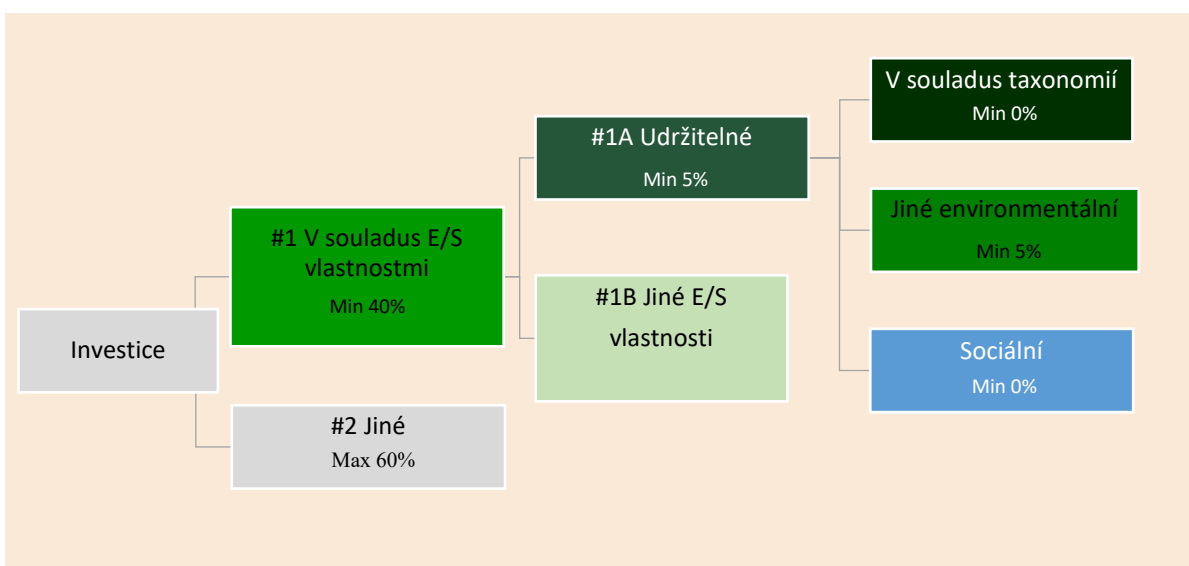 Investice
#1 V souladus E/S
vlastnostmi
Min 40%
#2 Jiné
Max 60%
#1A Udržitelné
Min 5%
#1B Jiné E/S
vlastnosti
V souladus taxonomií
Min 0%
Jiné environmentální
Min 5%
Sociální
Min 0%